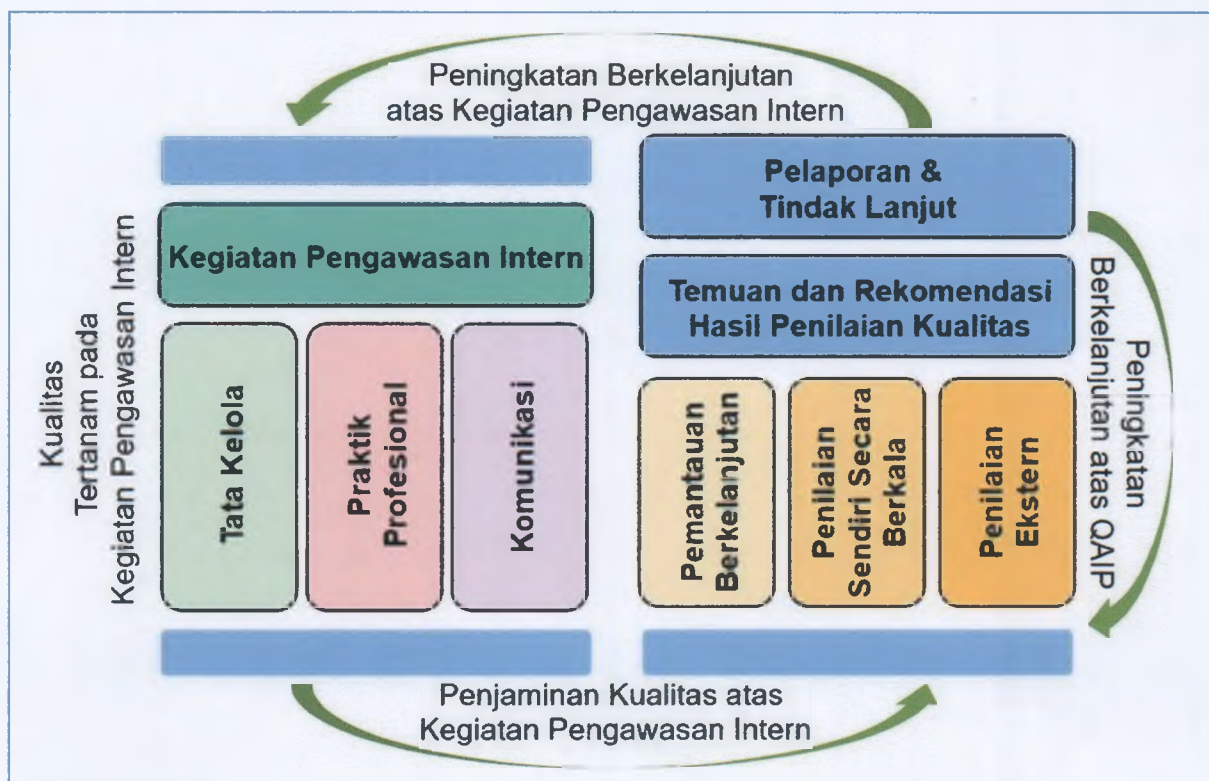 Peningkatan Berkelanjutan
atas Kegiatan Pengawasan Intern
Kualitas
Tertanam pada
Kegiatan Pengawasan Intern
Kegiatan Pengawasan Intern
Tata Kelola
Praktik
Profesional
Komunikasi
Pelaporan &
Tindak Lanjut
Temuan dan Rekomendasi
Hasil Penilaian Kualitas
Pemantauan
Berkelanjutan
Penilaian
Sendiri Secara
Berkala
Penilaian
Ekstern
Peningkatan
Berkelanjutan atas QAIP
Penjaminan Kualitas atas
Kegiatan Pengawasan Intern